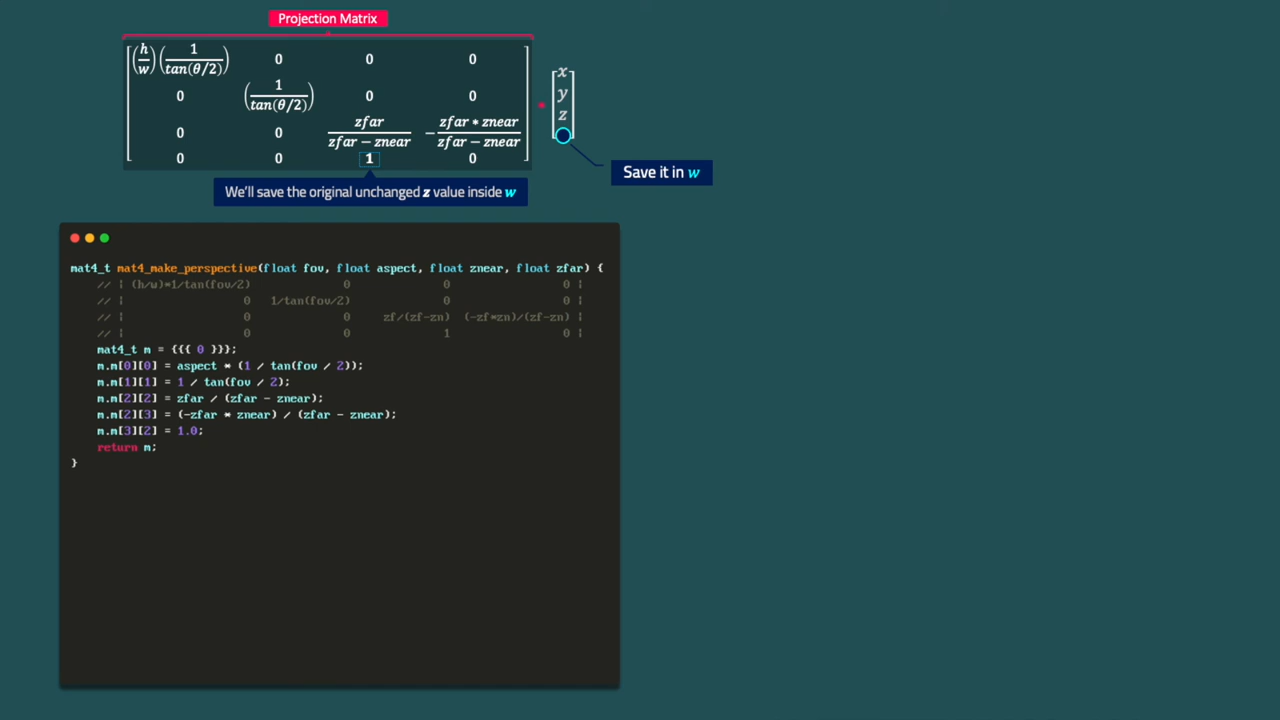 Projection Matrix
(h/w)(1/tan(θ/2)) 0 0 0
0 (1/tan(θ/2)) 0 0
0 0 zfar/zfar − znear −zfar * znear/zfar − znear
0 0 1 0
x
y
z
Save it in w
We'll save the original unchanged z value inside w
mat4_t mat4_make_perspective(float fov, float aspect, float znear, float zfar) {
// | (h/w)*1/tan(fov/2) 0 0 0 |
// | 0 1/tan(fov/2) 0 0 |
// | 0 0 zf/(zf-zn) (-zf*zn)/(zf-zn) |
// | 0 0 1 0 |
mat4_t m = {{{ 0 }}};
m.m[0][0] = aspect * (1 / tan(fov / 2));
m.m[1][1] = 1 / tan(fov / 2);
m.m[2][2] = zfar / (zfar - znear);
m.m[2][3] = (-zfar * znear) / (zfar - znear);
m.m[3][2] = 1.0;
return m;
}